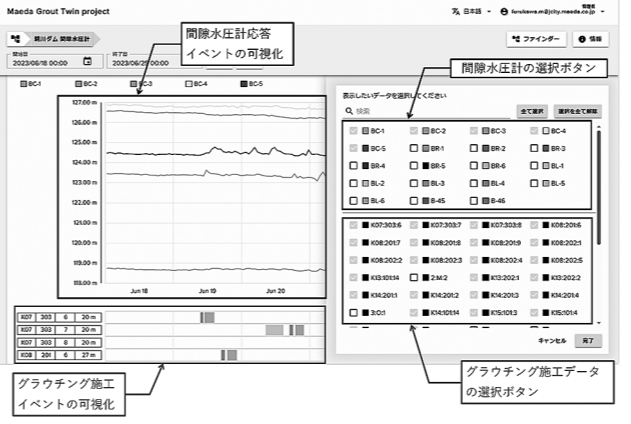 Maeda Grout Twin project
日本語
furukawa.m@jcity.maeda.co.jp
間隙水圧計
開始日
2023/06/18 00:00
終了日
2023/06/25 00:00
ファインダー
情報
間隙水圧計応答
イベントの可視化
間隙水圧計の選択ボタン
BC-1 BC-2 BC-3 BC-4 BC-5
127.00 m
126.00 m
125.00 m
124.00 m
123.00 m
122.00 m
121.00 m
120.00 m
119.00 m
118.00 m
Jun 18 Jun 19 Jun 20
K07 303 6 20 m
K07 303 7 20 m
K07 303 8 20 m
K08 201 6 27 m
グラウチング施工
イベントの可視化
表示したいデータを選択してください
検索
全て選択 選択を全て解除
BC-1 BC-2 BC-3 BC-4
BC-5 BR-1 BR-2 BR-3
BR-4 BR-5 BR-6 BL-1
BL-2 BL-3 BL-4 BL-5
BL-6 B-45 B-46
K07:303:6 K07:303:7 K07:303:8 K08:201:6
K08:201:7 K08:201:8 K08:201:9 K08:202:1
K08:202:2 K08:202:3 K08:202:4 K08:202:5
K13:101:14 2:M:2 K13:202:1 K13:202:2
K14:201:1 K14:201:2 K14:201:3 K14:201:4
3:O:1 K14:101:14 K15:101:3 K15:101:4
キャンセル 完了
グラウチング施工データ
の選択ボタン